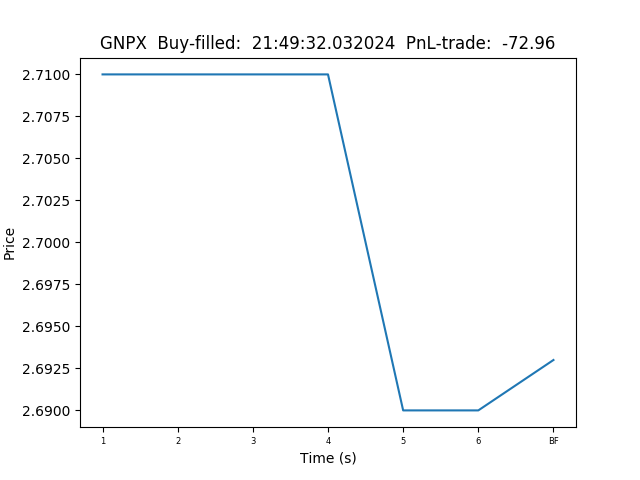 GNPX  Buy-filled:  21:49:32.032024  PnL-trade:  -72.96
2.7100
2.7075
2.7050
2.7025
2.7000
2.6975
2.6950
2.6925
2.6900
Price
1 2 3 4 5 6 BF
Time (s)